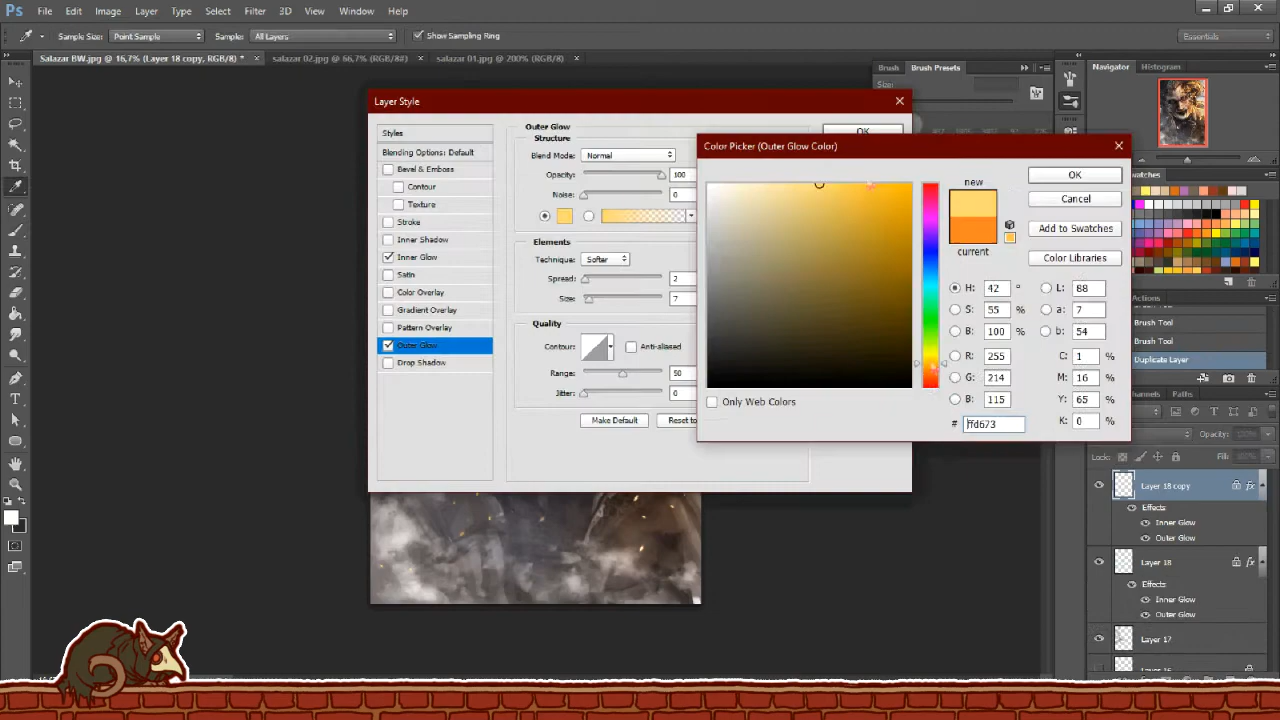 Ps File Edit Image Layer Type Select Filter 3D View Window Help
Sample Size: Point Sample Sample: All Layers Show Sampling Ring Essentials
Salazar BW.jpg @ 16,7% (Layer 18 copy, RGB/8) * × salazar 02.jpg @ 66,7% (RGB/8#) × salazar 01.jpg @ 200% (RGB/8) ×
Brush Brush Presets
Size:
Navigator Histogram
Layer Style
Styles
Blending Options: Default
Bevel & Emboss
Contour
Texture
Stroke
Inner Shadow
Inner Glow
Satin
Color Overlay
Gradient Overlay
Pattern Overlay
Outer Glow
Drop Shadow
Outer Glow
Structure
Blend Mode: Normal
Opacity: 100
Noise: 0
Elements
Technique: Softer
Spread: 2
Size: 7
Quality
Contour: Anti-aliased
Range: 50
Jitter: 0
Make Default Reset to
OK
Color Picker (Outer Glow Color)
new
current
OK
Cancel
Add to Swatches
Color Libraries
H: 42 ° L: 88
S: 55 % a: 7
B: 100 % b: 54
R: 255 C: 1 %
G: 214 M: 16 %
B: 115 Y: 65 %
# ffd673 K: 0 %
Only Web Colors
watches
Actions
Brush Tool
Brush Tool
Duplicate Layer
Channels Paths
Opacity: 100%
Lock: Fill:
Layer 18 copy fx
Effects
Inner Glow
Outer Glow
Layer 18 fx
Effects
Inner Glow
Outer Glow
Layer 17
Layer 16